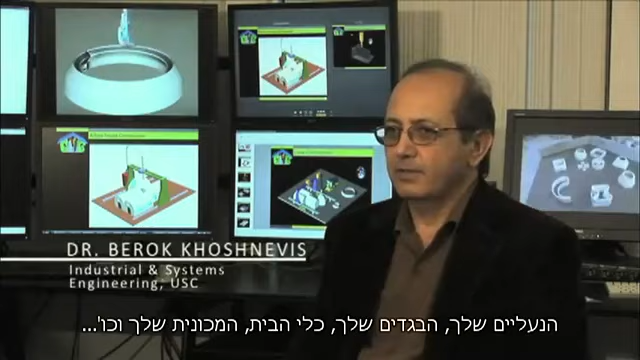 DR. BEROK KHOSHNEVIS
Industrial & Systems
Engineering, USC
הנעליים שלך, הבגדים שלך, כלי הבית, המכונית שלך וכו'...